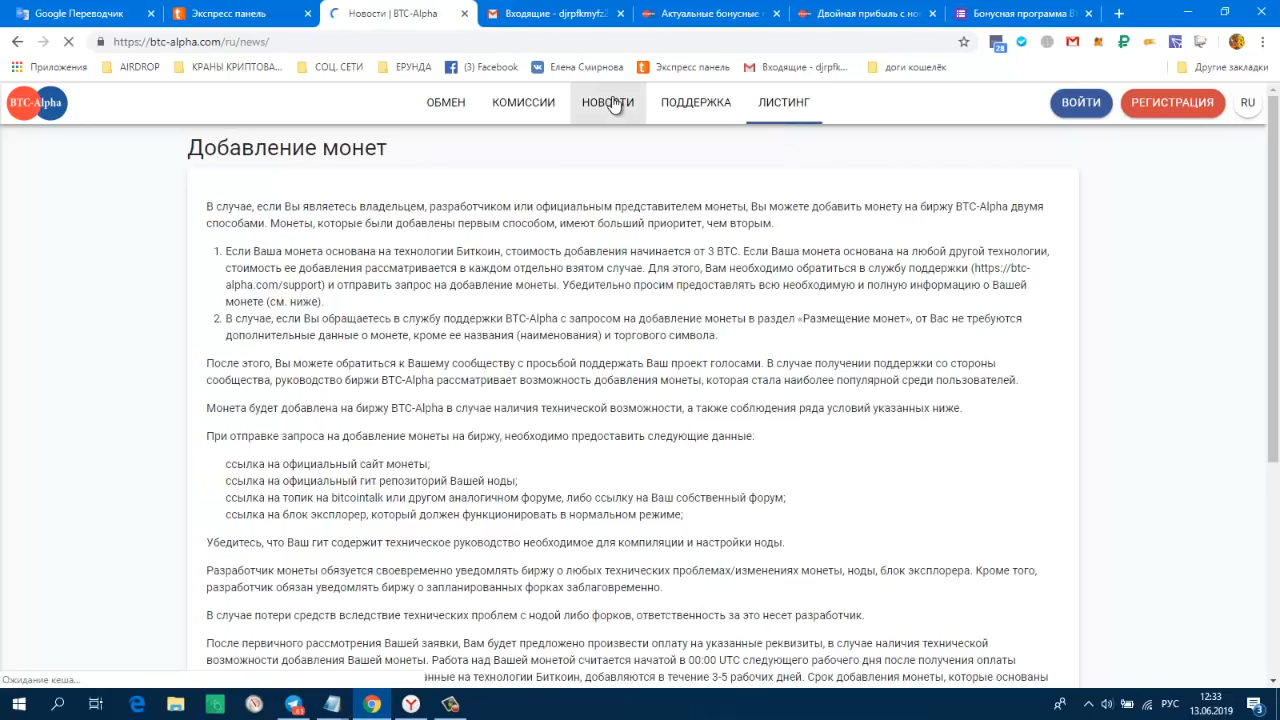 Google Переводчик
Экспресс панель
Новости | BTC-Alpha
Входящие - djrpfkmyfz2
Актуальные бонусные
Двойная прибыль с но
Бонусная программа BT
https://btc-alpha.com/ru/news/
28
Приложения
AIRDROP
КРАНЫ КРИПТОВА...
СОЦ. СЕТИ
ЕРУНДА
(3) Facebook
Елена Смирнова
Экспресс панель
Входящие - djrpfk...
доги кошелёк
Другие закладки
BTC-Alpha
ОБМЕН
КОМИССИИ
НОВОСТИ
ПОДДЕРЖКА
ЛИСТИНГ
ВОЙТИ
РЕГИСТРАЦИЯ
RU
Добавление монет
В случае, если Вы являетесь владельцем, разработчиком или официальным представителем монеты, Вы можете добавить монету на биржу BTC-Alpha двумя
способами. Монеты, которые были добавлены первым способом, имеют больший приоритет, чем вторым.
1. Если Ваша монета основана на технологии Биткоин, стоимость добавления начинается от 3 BTC. Если Ваша монета основана на любой другой технологии,
стоимость ее добавления рассматривается в каждом отдельно взятом случае. Для этого, Вам необходимо обратиться в службу поддержки (https://btc-
alpha.com/support) и отправить запрос на добавление монеты. Убедительно просим предоставлять всю необходимую и полную информацию о Вашей
монете (см. ниже).
2. В случае, если Вы обращаетесь в службу поддержки BTC-Alpha с запросом на добавление монеты в раздел «Размещение монет», от Вас не требуются
дополнительные данные о монете, кроме ее названия (наименования) и торгового символа.
После этого, Вы можете обратиться к Вашему сообществу с просьбой поддержать Ваш проект голосами. В случае получении поддержки со стороны
сообщества, руководство биржи BTC-Alpha рассматривает возможность добавления монеты, которая стала наиболее популярной среди пользователей.
Монета будет добавлена на биржу BTC-Alpha в случае наличия технической возможности, а также соблюдения ряда условий указанных ниже.
При отправке запроса на добавление монеты на биржу, необходимо предоставить следующие данные:
ссылка на официальный сайт монеты;
ссылка на официальный гит репозиторий Вашей ноды;
ссылка на топик на bitcointalk или другом аналогичном форуме, либо ссылку на Ваш собственный форум;
ссылка на блок эксплорер, который должен функционировать в нормальном режиме;
Убедитесь, что Ваш гит содержит техническое руководство необходимое для компиляции и настройки ноды.
Разработчик монеты обязуется своевременно уведомлять биржу о любых технических проблемах/изменениях монеты, ноды, блок эксплорера. Кроме того,
разработчик обязан уведомлять биржу о запланированных форках заблаговременно.
В случае потери средств вследствие технических проблем с нодой либо форков, ответственность за это несет разработчик.
После первичного рассмотрения Вашей заявки, Вам будет предложено произвести оплату на указанные реквизиты, в случае наличия технической
возможности добавления Вашей монеты. Работа над Вашей монетой считается начатой в 00:00 UTC следующего рабочего дня после получения оплаты
анные на технологии Биткоин, добавляются в течение 3-5 рабочих дней. Срок добавления монеты, которые основаны
Ожидание кеша...
РУС
12:33
13.06.2019
3